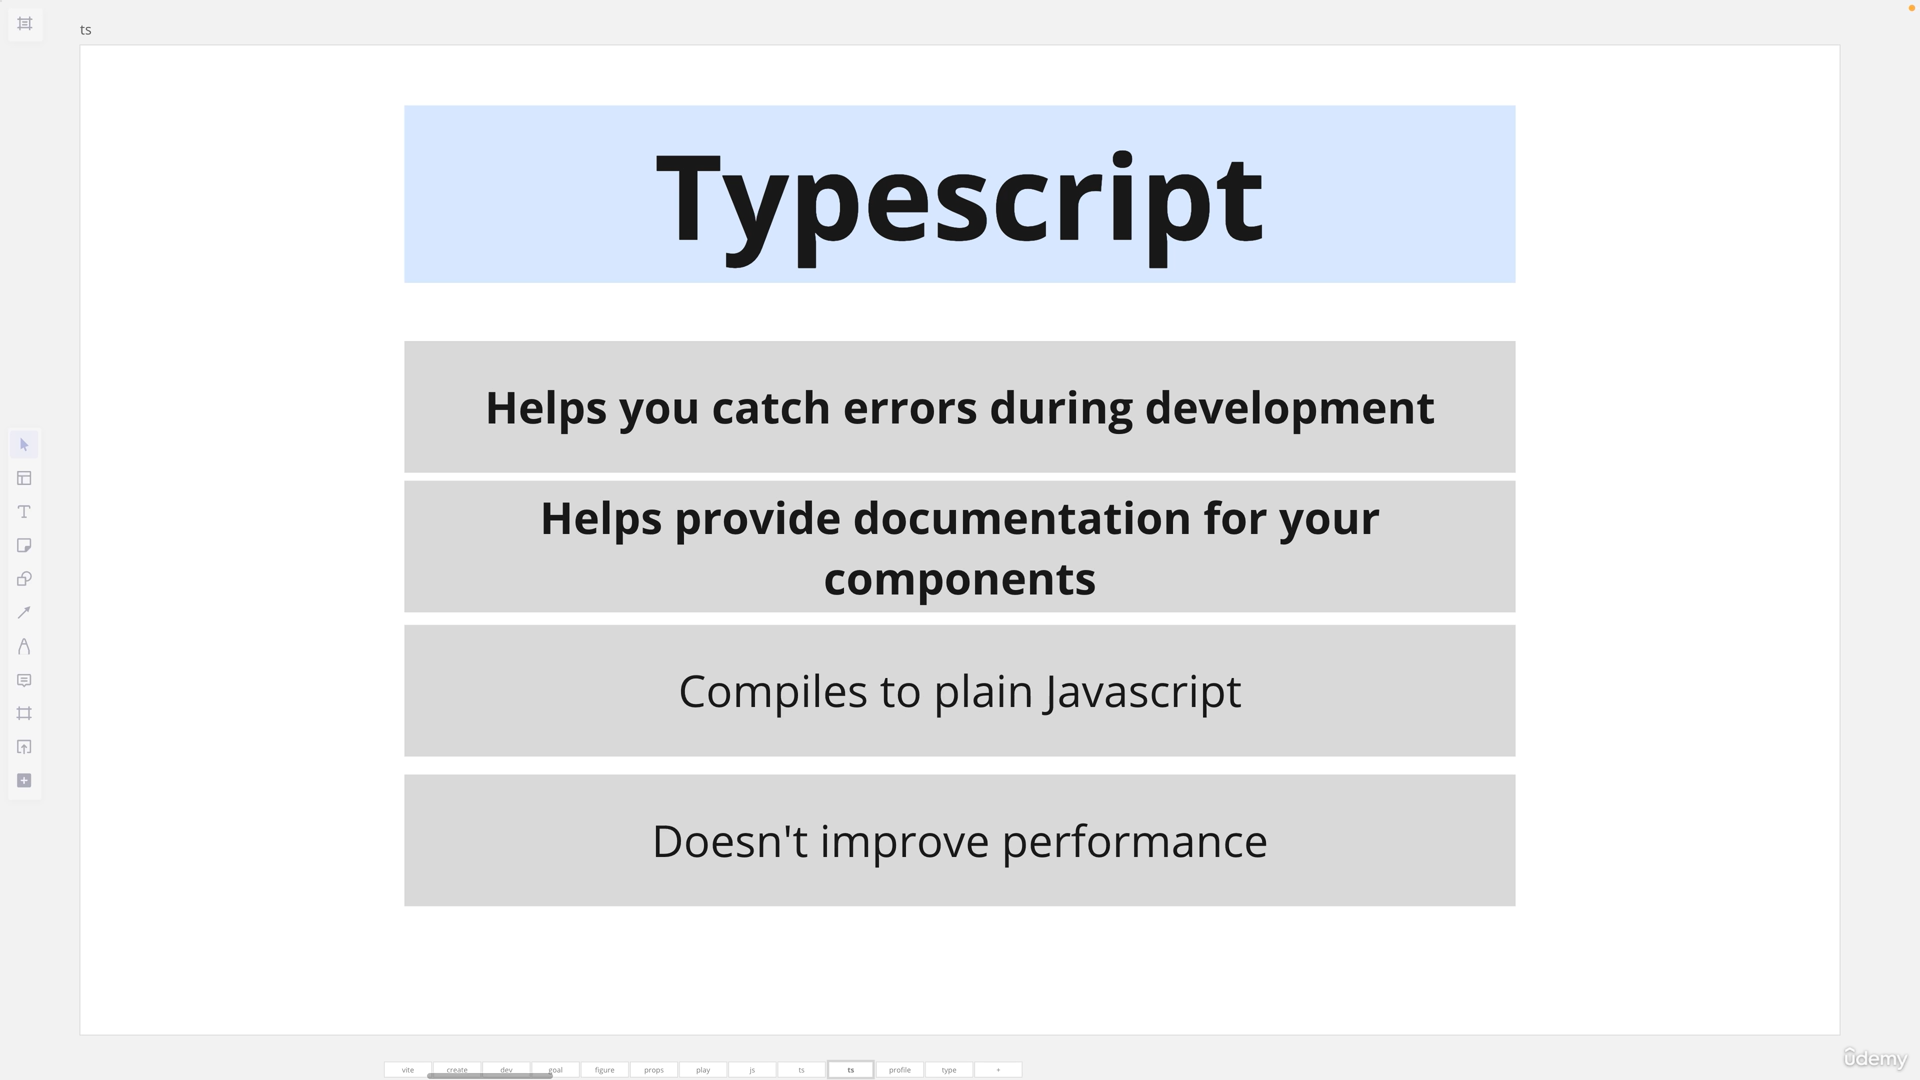 ts
Typescript
Helps you catch errors during development
Helps provide documentation for your
components
Compiles to plain Javascript
Doesn't improve performance
vite create dev goal figure props play js ts ts profile type +
ûdemy